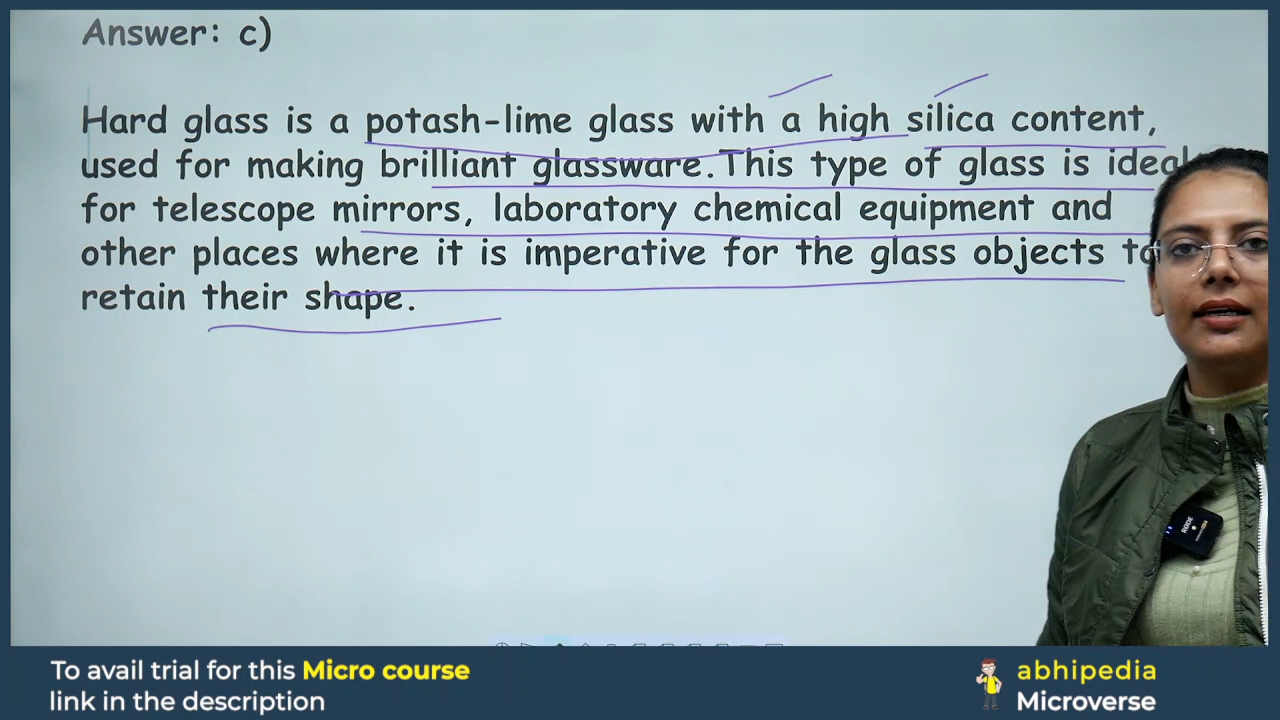 Answer: c)
Hard glass is a potash-lime glass with a high silica content,
used for making brilliant glassware.This type of glass is ideal
for telescope mirrors, laboratory chemical equipment and
other places where it is imperative for the glass objects to
retain their shape.
RØDE
To avail trial for this Micro course
link in the description
abhipedia
Microverse